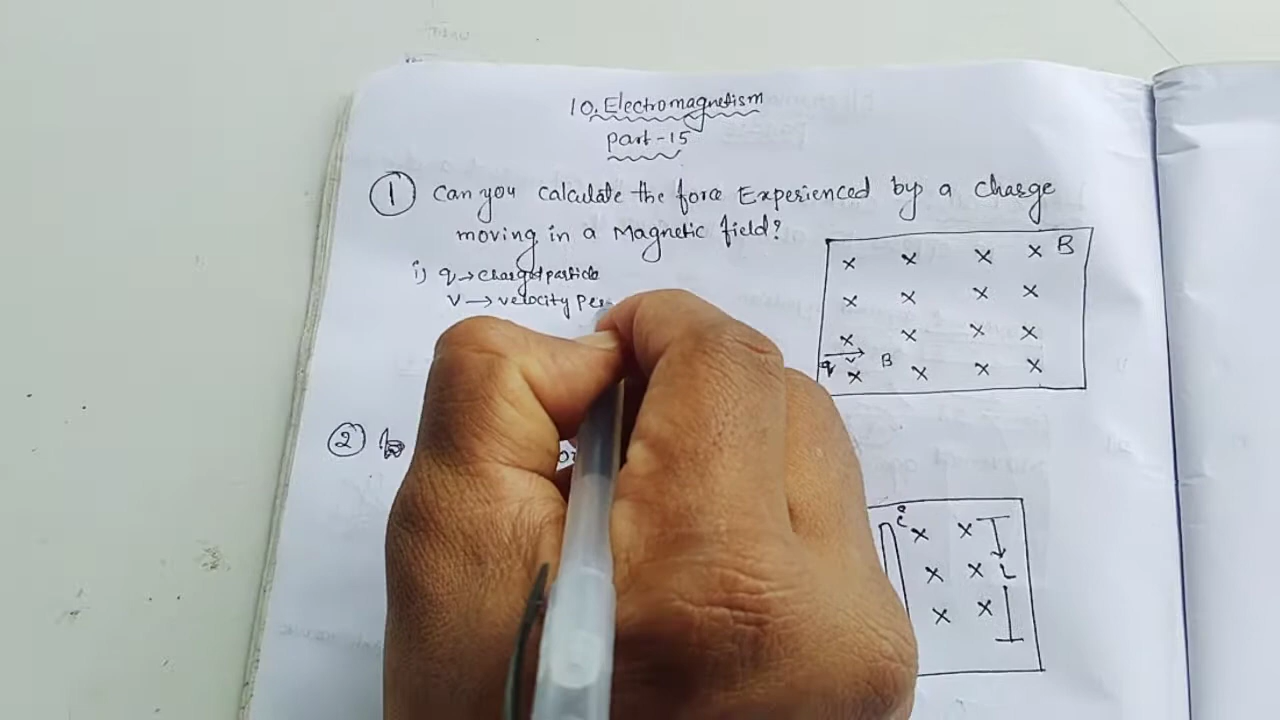 10. Electromagnetism
part-15
1 Can you calculate the force Experienced by a charge
moving in a Magnetic field?
i) q → charged particle
v → velocity per
x x x x B
x x x x
x x x x
q v B
x x x x
2
i
x x
x x L
x x